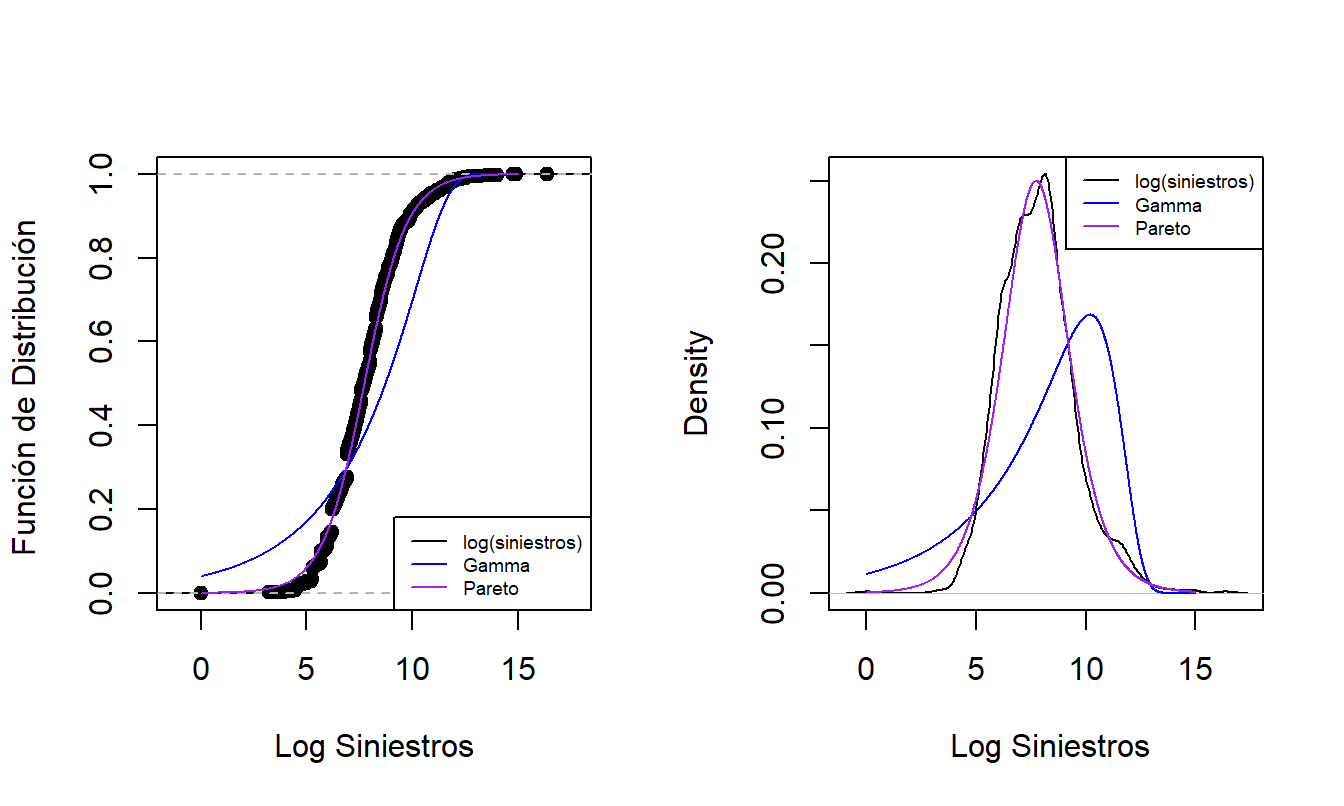 Función de Distribución
1.0
0.8
0.6
0.4
0.2
0.0
log(siniestros)
Gamma
Pareto
0 5 10 15
Log Siniestros
Density
0.20
0.10
0.00
log(siniestros)
Gamma
Pareto
0 5 10 15
Log Siniestros